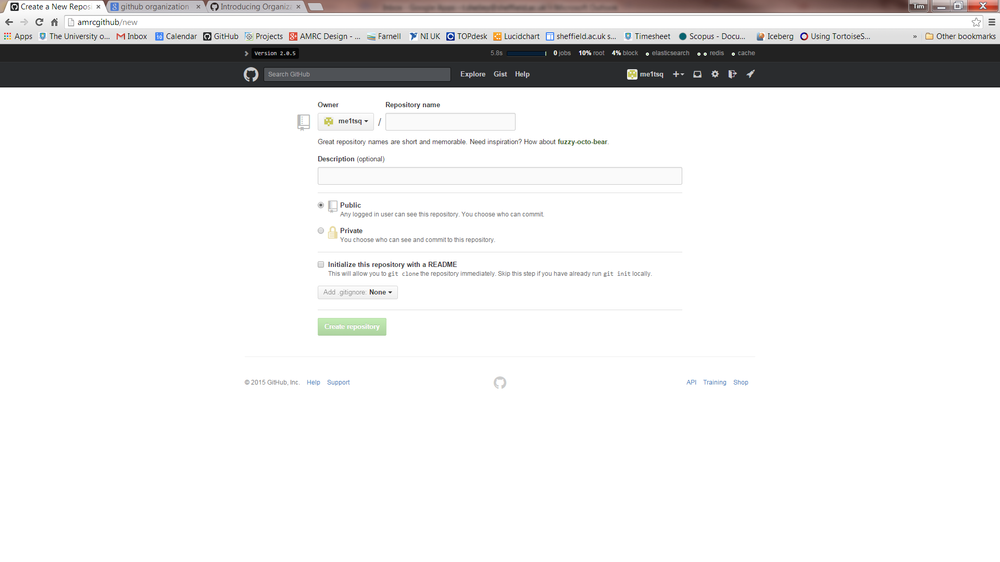 Create a New Reposi
github organization
Introducing Organiza
Tim
amrcgithub/new
Apps The University o... Inbox Calendar GitHub Projects AMRC Design - ... Farnell NI UK TOPdesk Lucidchart sheffield.ac.uk s... Timesheet Scopus - Docu... Iceberg Using TortoiseS... » Other bookmarks
Version 2.0.5 5.8s 0 jobs 10% root 4% block elasticsearch redis cache
Search GitHub Explore Gist Help me1tsq
Owner Repository name
me1tsq /
Great repository names are short and memorable. Need inspiration? How about fuzzy-octo-bear.
Description (optional)
Public
Any logged in user can see this repository. You choose who can commit.
Private
You choose who can see and commit to this repository.
Initialize this repository with a README
This will allow you to git clone the repository immediately. Skip this step if you have already run git init locally.
Add .gitignore: None
Create repository
© 2015 GitHub, Inc. Help Support API Training Shop